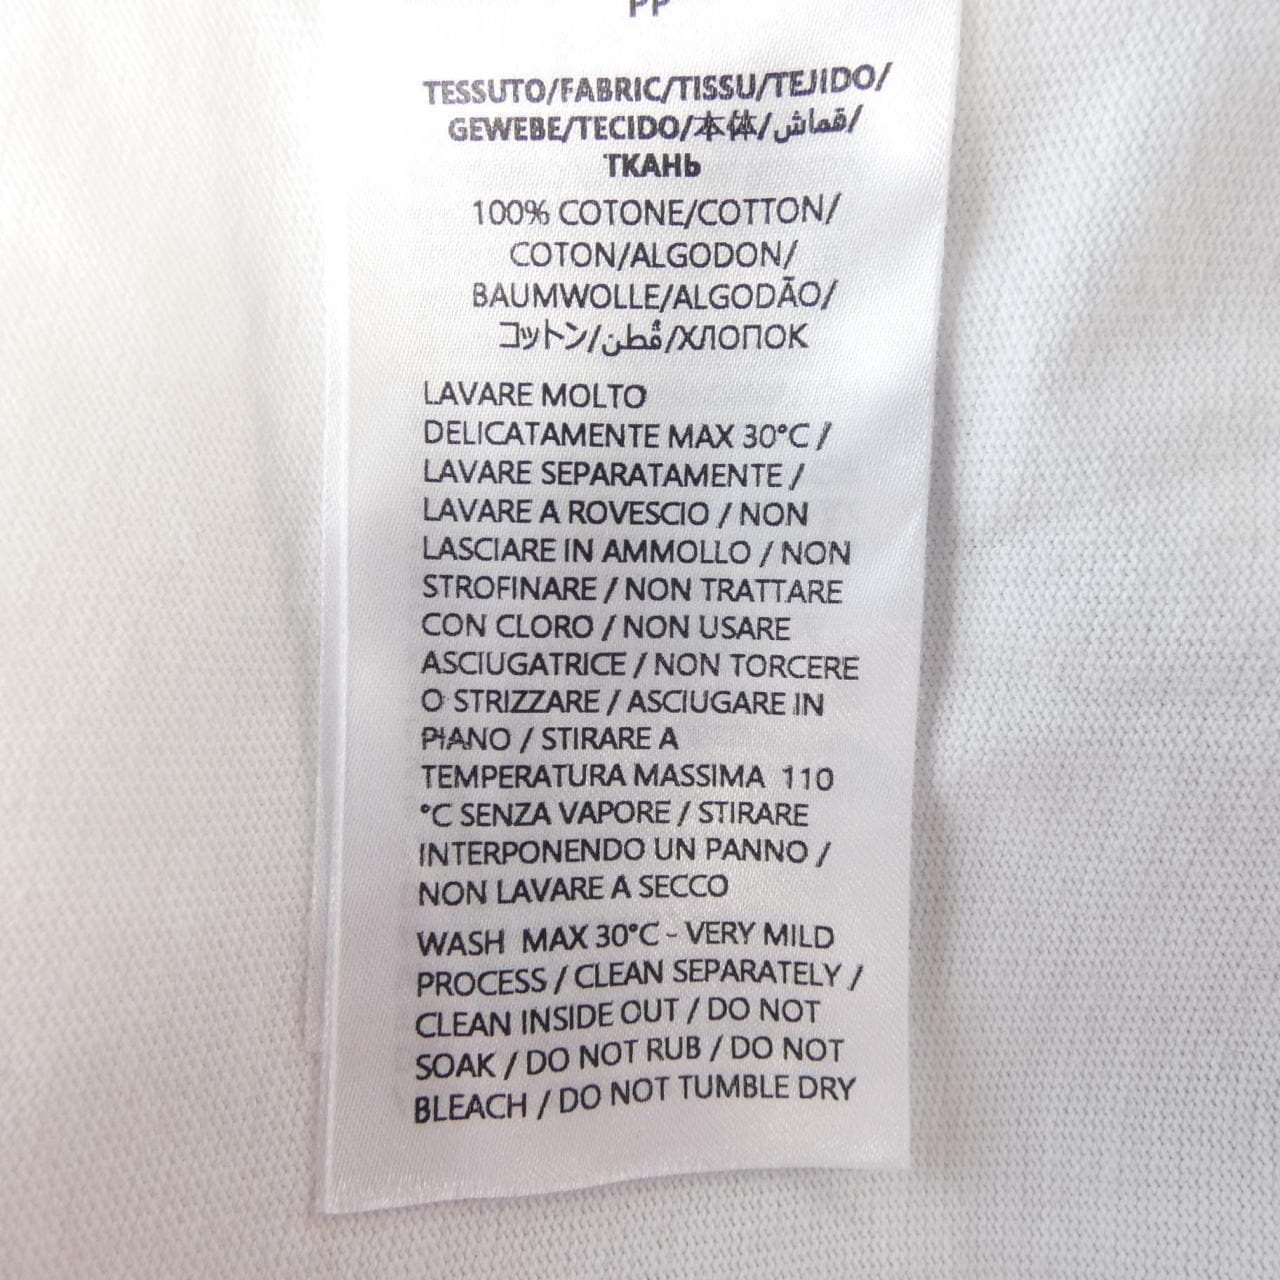 PP
TESSUTO/FABRIC/TISSU/TEJIDO/
GEWEBE/TECIDO/本体/قماش/
ТКАНЬ
100% COTONE/COTTON/
COTON/ALGODON/
BAUMWOLLE/ALGODÃO/
コットン/قُطن/ХЛОПОК
LAVARE MOLTO
DELICATAMENTE MAX 30°C /
LAVARE SEPARATAMENTE /
LAVARE A ROVESCIO / NON
LASCIARE IN AMMOLLO / NON
STROFINARE / NON TRATTARE
CON CLORO / NON USARE
ASCIUGATRICE / NON TORCERE
O STRIZZARE / ASCIUGARE IN
PIANO / STIRARE A
TEMPERATURA MASSIMA 110
°C SENZA VAPORE / STIRARE
INTERPONENDO UN PANNO /
NON LAVARE A SECCO
WASH MAX 30°C - VERY MILD
PROCESS / CLEAN SEPARATELY /
CLEAN INSIDE OUT / DO NOT
SOAK / DO NOT RUB / DO NOT
BLEACH / DO NOT TUMBLE DRY